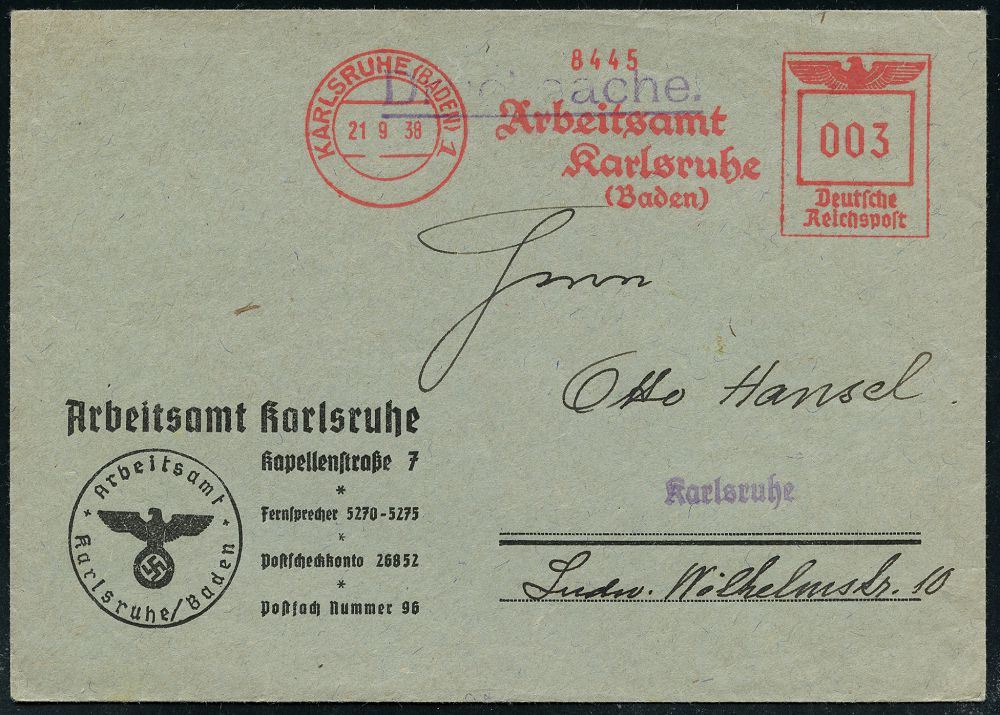 8445
KARLSRUHE (BADEN) 1
21 9 38
Drucksache.
Arbeitsamt
Karlsruhe
(Baden)
003
Deutsche
Reichspost
Herrn
Otto Hansel.
Karlsruhe
Ludw. Wilhelmstr. 10
Arbeitsamt Karlsruhe
Kapellenstraße 7
*
Fernsprecher 5270-5275
*
Postscheckkonto 26852
*
Postfach Nummer 96
Arbeitsamt
Karlsruhe/Baden